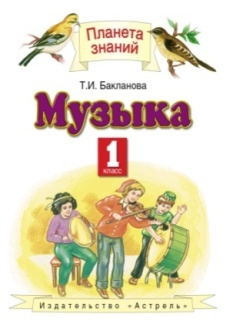 Планета
знаний
Т.И. Бакланова
Музыка
1
класс
Издательство «Астрель»